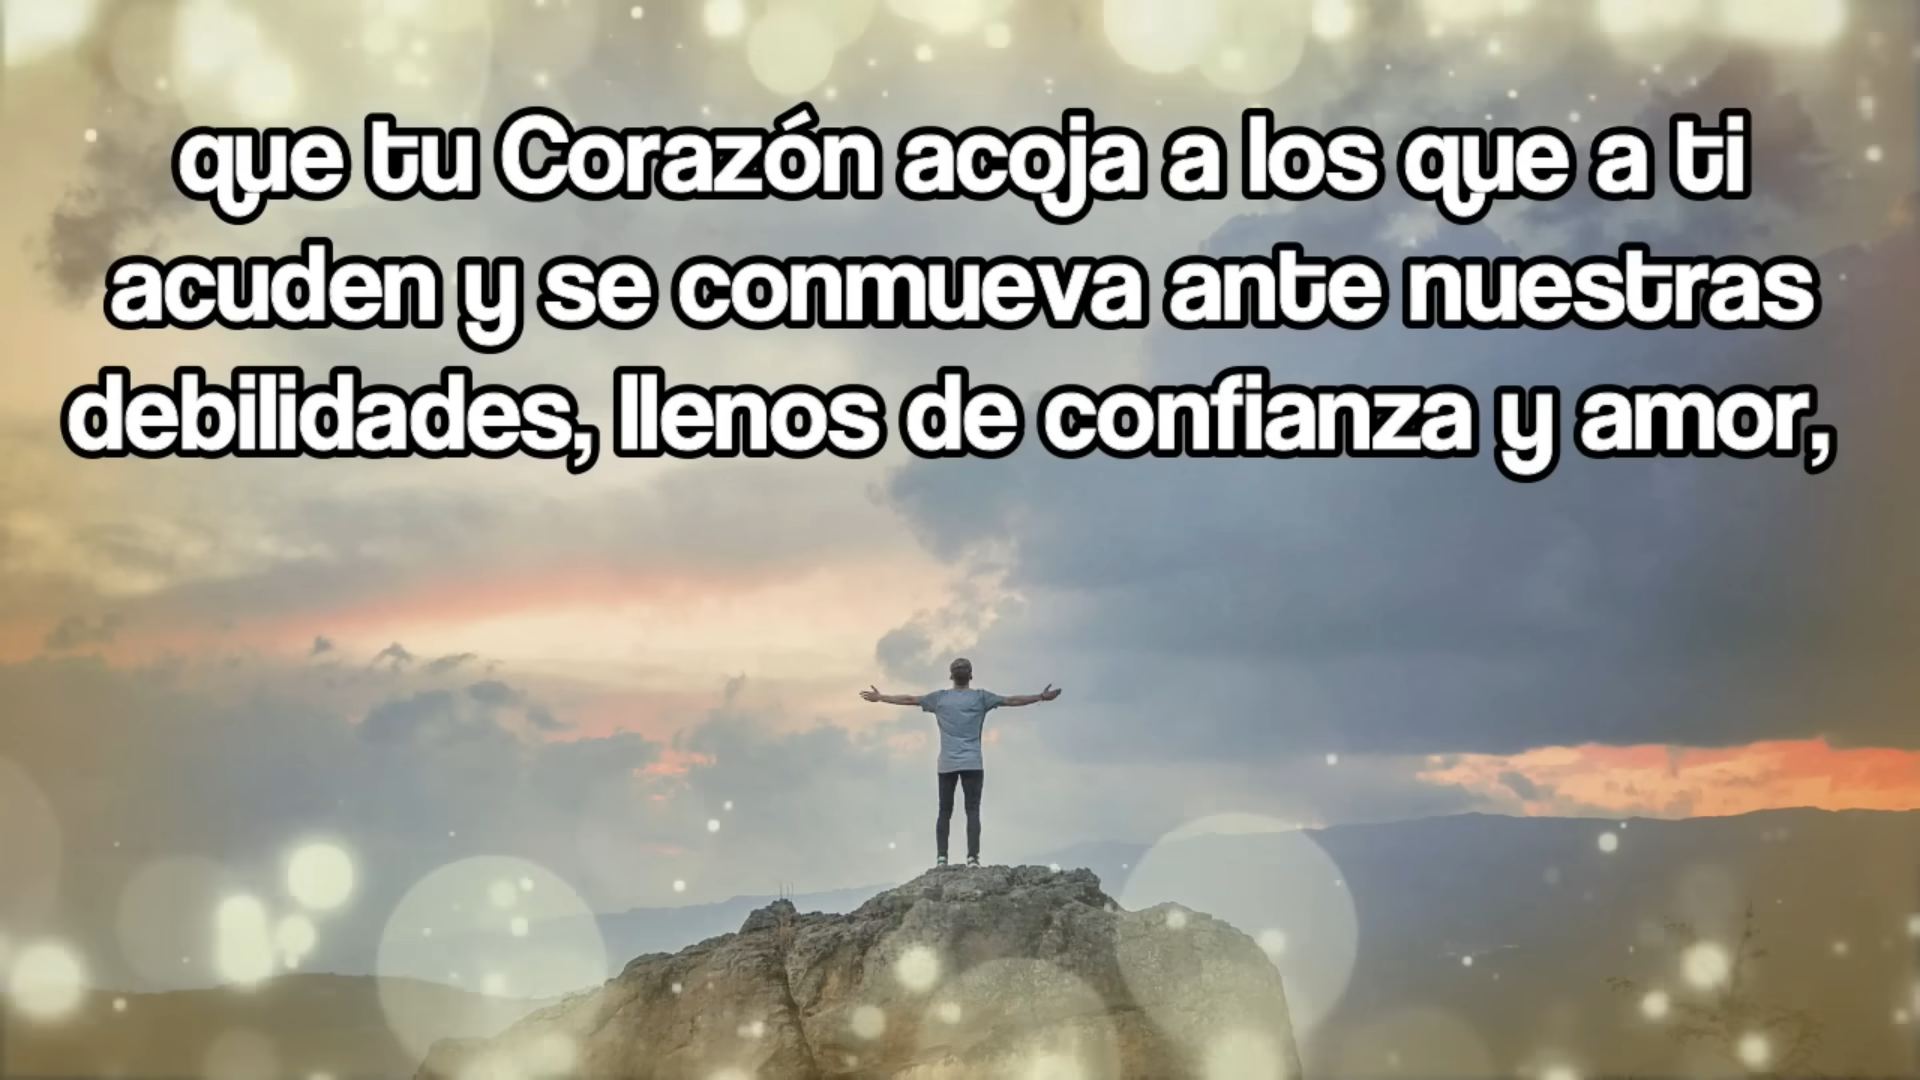 que tu Corazón acoja a los que a ti
acuden y se conmueva ante nuestras
debilidades, llenos de confianza y amor,